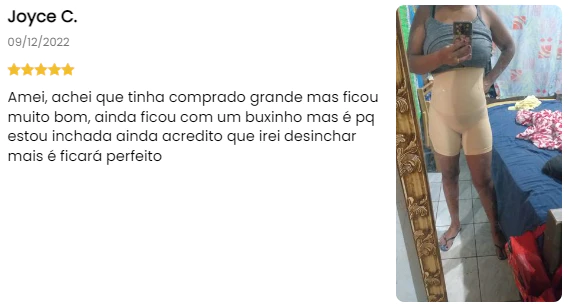 Joyce C.
09/12/2022
Amei, achei que tinha comprado grande mas ficou
muito bom, ainda ficou com um buxinho mas é pq
estou inchada ainda acredito que irei desinchar
mais é ficará perfeito